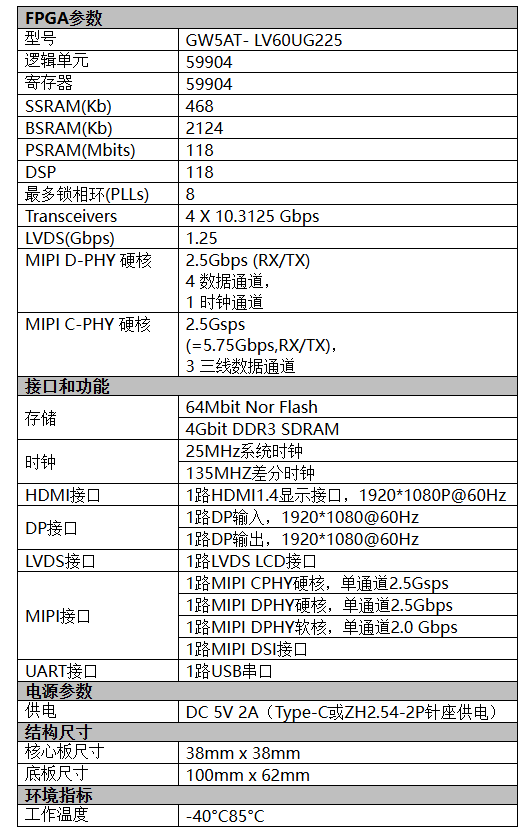 FPGA参数
型号 GW5AT- LV60UG225
逻辑单元 59904
寄存器 59904
SSRAM(Kb) 468
BSRAM(Kb) 2124
PSRAM(Mbits) 118
DSP 118
最多锁相环(PLLs) 8
Transceivers 4 X 10.3125 Gbps
LVDS(Gbps) 1.25
MIPI D-PHY 硬核 2.5Gbps (RX/TX)
4 数据通道，
1 时钟通道
MIPI C-PHY 硬核 2.5Gsps
(=5.75Gbps,RX/TX)，
3 三线数据通道
接口和功能
存储 64Mbit Nor Flash
4Gbit DDR3 SDRAM
时钟 25MHz系统时钟
135MHZ差分时钟
HDMI接口 1路HDMI1.4显示接口，1920*1080P@60Hz
DP接口 1路DP输入，1920*1080@60Hz
1路DP输出，1920*1080@60Hz
LVDS接口 1路LVDS LCD接口
MIPI接口 1路MIPI CPHY硬核，单通道2.5Gsps
1路MIPI DPHY硬核，单通道2.5Gbps
1路MIPI DPHY软核，单通道2.0 Gbps
1路MIPI DSI接口
UART接口 1路USB串口
电源参数
供电 DC 5V 2A（Type-C或ZH2.54-2P针座供电）
结构尺寸
核心板尺寸 38mm x 38mm
底板尺寸 100mm x 62mm
环境指标
工作温度 -40°C85°C